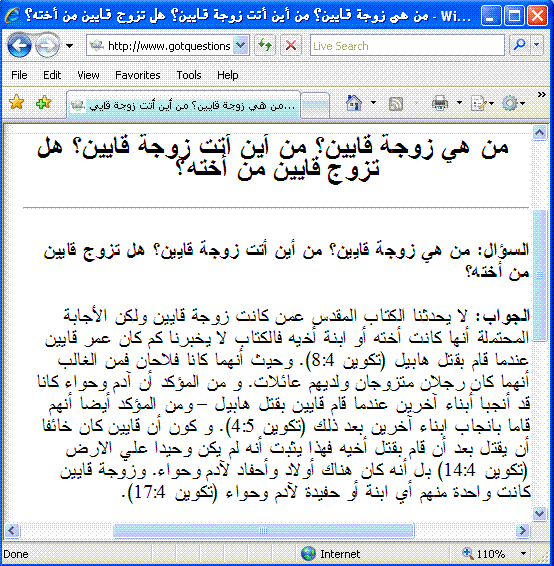 من هي زوجة قايين؟ من أين أتت زوجة قايين؟ هل تزوج قايين من أخته؟ - Wi...
http://www.gotquestions
Live Search
File Edit View Favorites Tools Help
من هي زوجة قايين؟ من أين أتت زوجة قايي...
من هي زوجة قايين؟ من أين أتت زوجة قايين؟ هل
تزوج قايين من أخته؟
السؤال: من هي زوجة قايين؟ من أين أتت زوجة قايين؟ هل تزوج قايين
من أخته؟
الجواب: لا يحدثنا الكتاب المقدس عمن كانت زوجة قايين ولكن الأجابة
المحتملة أنها كانت أخته أو ابنة أخيه فالكتاب لا يخبرنا كم كان عمر قايين
عندما قام بقتل هابيل (تكوين 8:4). وحيث أنهما كانا فلاحان فمن الغالب
أنهما كان رجلان متزوجان ولديهم عائلات. و من المؤكد أن آدم وحواء كانا
قد أنجبا أبناء آخرين عندما قام قايين بقتل هابيل – ومن المؤكد أيضا أنهم
قاما بانجاب ابناء آخرين بعد ذلك (تكوين 4:5). و كون أن قايين كان خائفا
أن يقتل بعد أن قام بقتل أخيه فهذا يثبت أنه لم يكن وحيدا علي الارض
(تكوين 14:4) بل أنه كان هناك أولاد وأحفاد لآدم وحواء. وزوجة قايين
كانت واحدة منهم أي ابنة أو حفيدة لآدم وحواء (تكوين 17:4).
Done Internet 110%